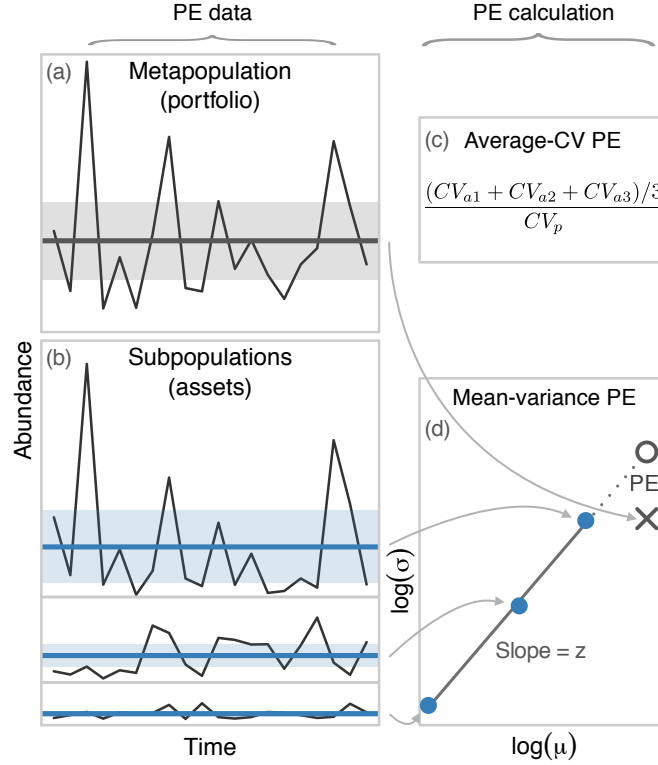 PE data
PE calculation
(a) Metapopulation
(portfolio)
(c) Average-CV PE
(CV_{a1} + CV_{a2} + CV_{a3})/3
CV_p
Abundance
(b) Subpopulations
(assets)
Mean-variance PE
(d)
PE
log(σ)
Slope = z
Time
log(μ)